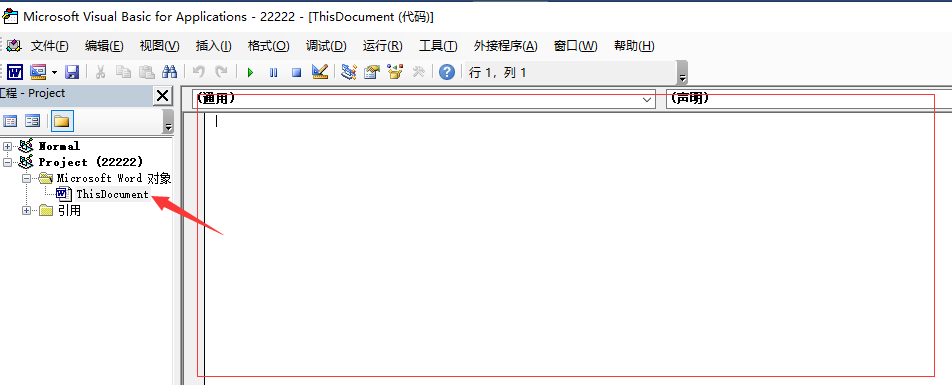 Microsoft Visual Basic for Applications - 22222 - [ThisDocument (代码)]
文件(F) 编辑(E) 视图(V) 插入(I) 格式(O) 调试(D) 运行(R) 工具(T) 外接程序(A) 窗口(W) 帮助(H)
行 1, 列 1
工程 - Project
(通用) (声明)
Normal
Project (22222)
Microsoft Word 对象
ThisDocument
引用